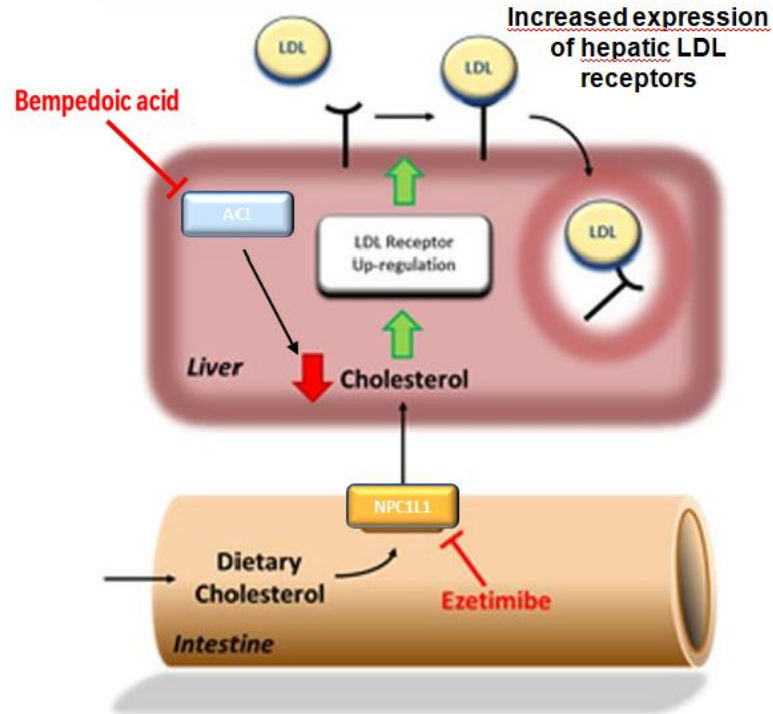 Increased expression
of hepatic LDL
receptors
LDL
LDL
Bempedoic acid
ACL
LDL Receptor
Up-regulation
LDL
Liver
Cholesterol
NPC1L1
Dietary
Cholesterol
Ezetimibe
Intestine